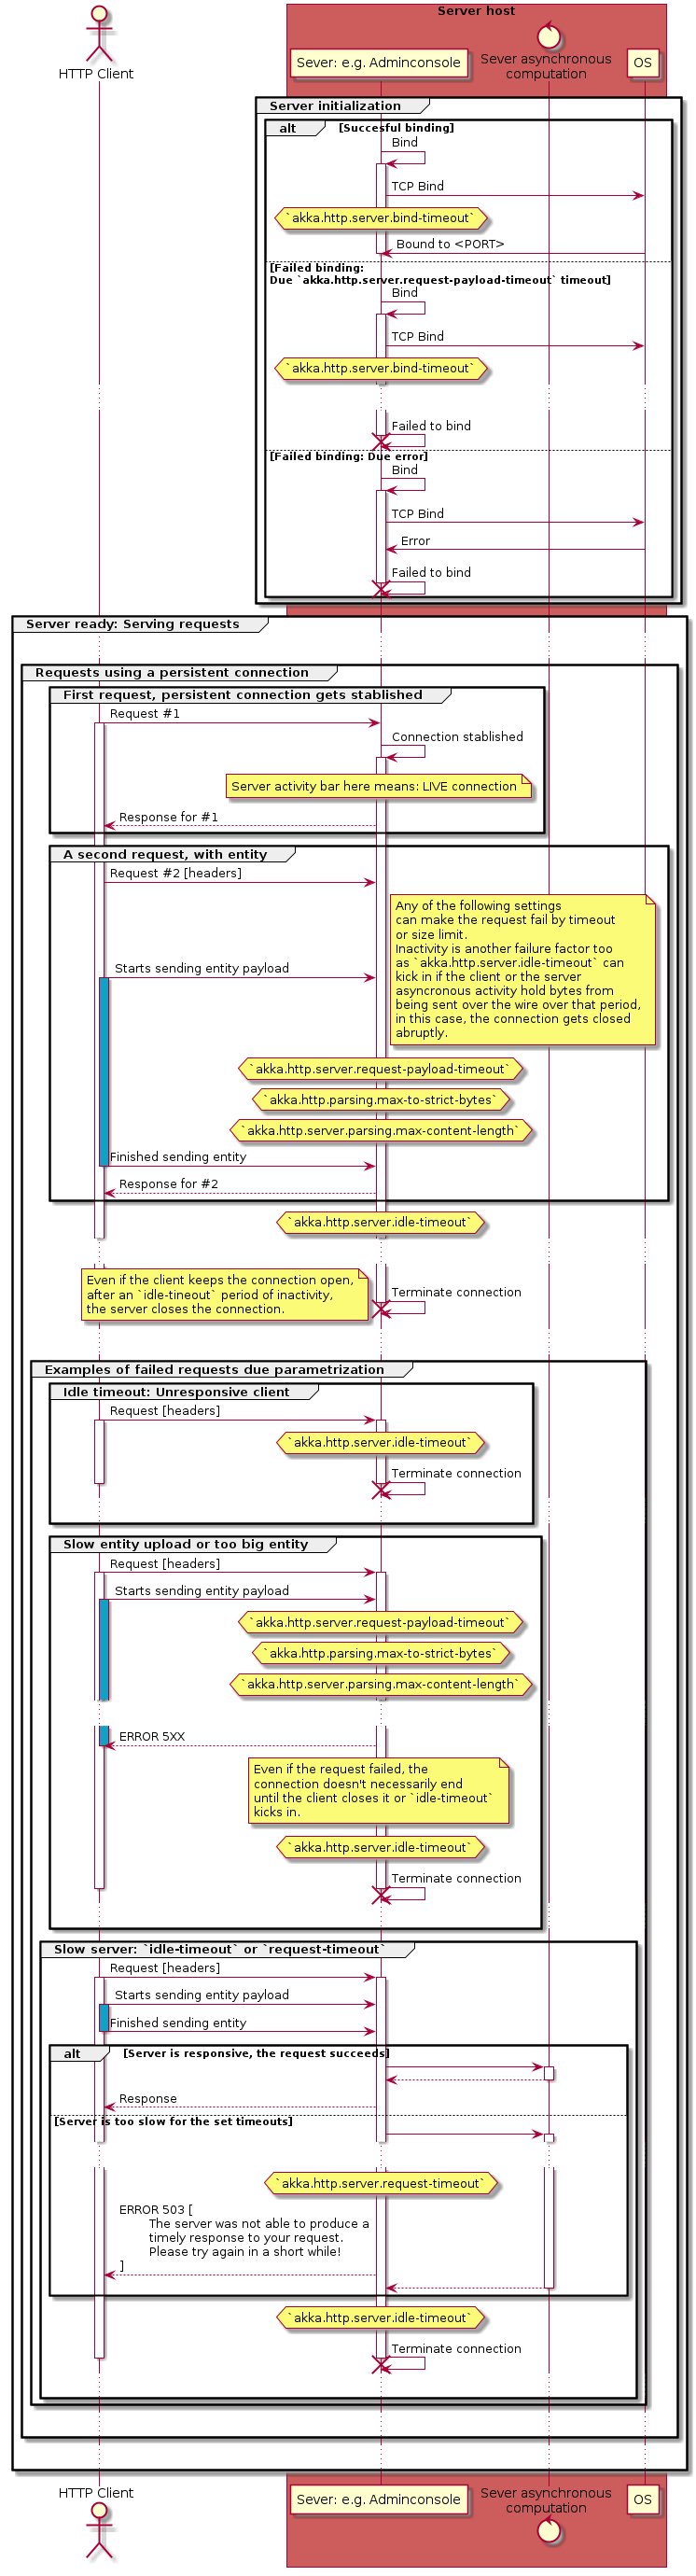 Server host
HTTP Client
Sever: e.g. Adminconsole
Sever asynchronous
computation
OS
Server initialization
alt
[Succesful binding]
Bind
TCP Bind
`akka.http.server.bind-timeout`
Bound to <PORT>
[Failed binding:
Due `akka.http.server.request-payload-timeout` timeout]
Bind
TCP Bind
`akka.http.server.bind-timeout`
Failed to bind
[Failed binding: Due error]
Bind
TCP Bind
Error
Failed to bind
Server ready: Serving requests
Requests using a persistent connection
First request, persistent connection gets stablished
Request #1
Connection stablished
Server activity bar here means: LIVE connection
Response for #1
A second request, with entity
Request #2 [headers]
Any of the following settings
can make the request fail by timeout
or size limit.
Inactivity is another failure factor too
as `akka.http.server.idle-timeout` can
kick in if the client or the server
asyncronous activity hold bytes from
being sent over the wire over that period,
in this case, the connection gets closed
abruptly.
Starts sending entity payload
`akka.http.server.request-payload-timeout`
`akka.http.parsing.max-to-strict-bytes`
`akka.http.server.parsing.max-content-length`
Finished sending entity
Response for #2
`akka.http.server.idle-timeout`
Even if the client keeps the connection open,
after an `idle-tineout` period of inactivity,
the server closes the connection.
Terminate connection
Examples of failed requests due parametrization
Idle timeout: Unresponsive client
Request [headers]
`akka.http.server.idle-timeout`
Terminate connection
Slow entity upload or too big entity
Request [headers]
Starts sending entity payload
`akka.http.server.request-payload-timeout`
`akka.http.parsing.max-to-strict-bytes`
`akka.http.server.parsing.max-content-length`
ERROR 5XX
Even if the request failed, the
connection doesn't necessarily end
until the client closes it or `idle-timeout`
kicks in.
`akka.http.server.idle-timeout`
Terminate connection
Slow server: `idle-timeout` or `request-timeout`
Request [headers]
Starts sending entity payload
Finished sending entity
alt
[Server is responsive, the request succeeds]
Response
[Server is too slow for the set timeouts]
`akka.http.server.request-timeout`
ERROR 503 [
The server was not able to produce a
timely response to your request.
Please try again in a short while!
]
`akka.http.server.idle-timeout`
Terminate connection
HTTP Client
Sever: e.g. Adminconsole
Sever asynchronous
computation
OS